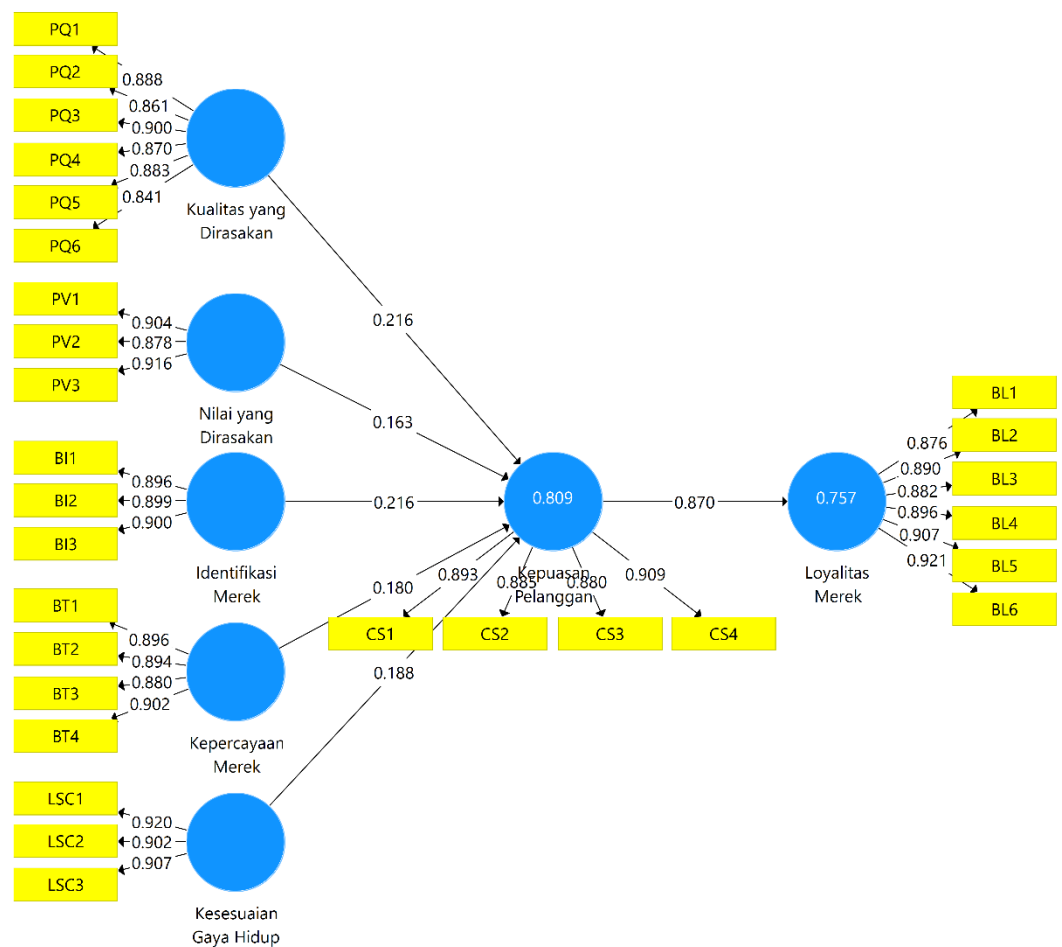 PQ1
PQ2
PQ3
PQ4
PQ5
PQ6
0.888
0.861
0.900
0.870
0.883
0.841
Kualitas yang
Dirasakan
PV1
PV2
PV3
0.904
0.878
0.916
Nilai yang
Dirasakan
BI1
BI2
BI3
0.896
0.899
0.900
Identifikasi
Merek
BT1
BT2
BT3
BT4
0.896
0.894
0.880
0.902
Kepercayaan
Merek
LSC1
LSC2
LSC3
0.920
0.902
0.907
Kesesuaian
Gaya Hidup
0.216
0.163
0.216
0.180
0.188
0.809
Kepuasan
Pelanggan
0.893
0.885
0.880
0.909
CS1
CS2
CS3
CS4
0.870
0.757
Loyalitas
Merek
0.876
0.890
0.882
0.896
0.907
0.921
BL1
BL2
BL3
BL4
BL5
BL6